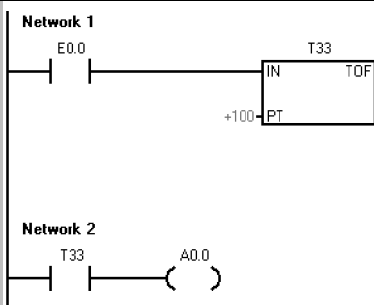 Network 1
E0.0
T33
IN TOF
+100 PT
Network 2
T33 A0.0